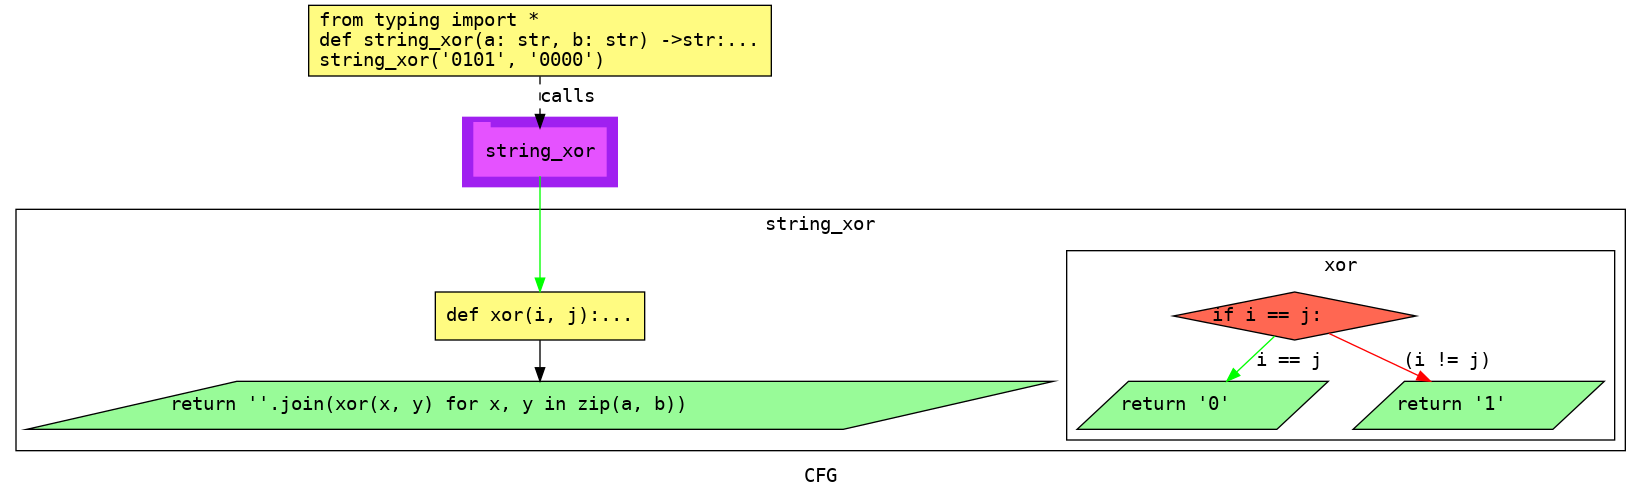 from typing import *
def string_xor(a: str, b: str) ->str:...
string_xor('0101', '0000')
calls
string_xor
string_xor
xor
def xor(i, j):...
if i == j:
i == j
(i != j)
return ''.join(xor(x, y) for x, y in zip(a, b))
return '0'
return '1'
CFG